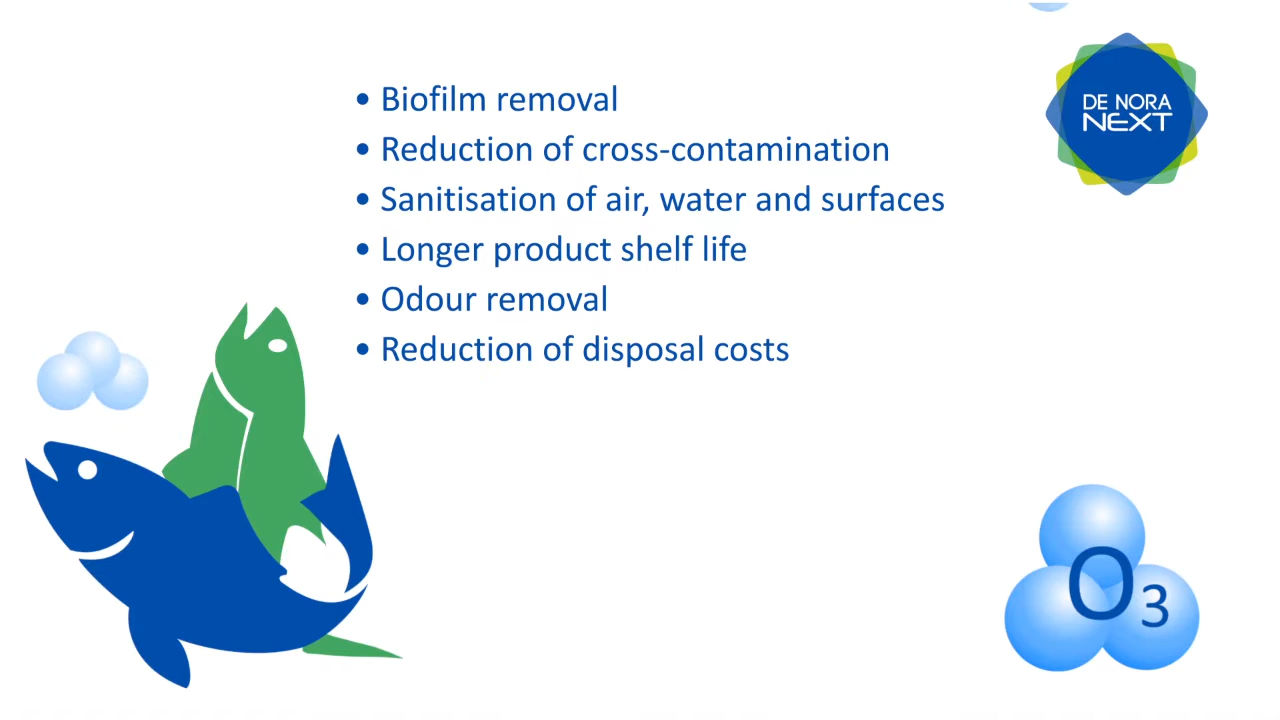 • Biofilm removal
• Reduction of cross-contamination
• Sanitisation of air, water and surfaces
• Longer product shelf life
• Odour removal
• Reduction of disposal costs
DE NORA
NEXT
O3